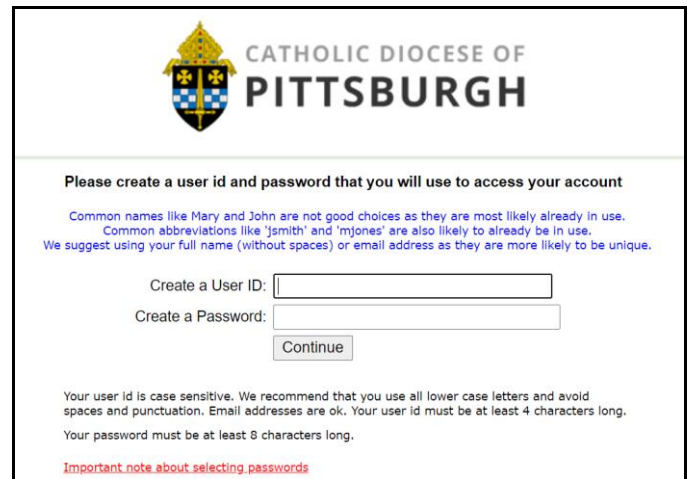 CATHOLIC DIOCESE OF
PITTSBURGH
Please create a user id and password that you will use to access your account
Common names like Mary and John are not good choices as they are most likely already in use.
Common abbreviations like 'jsmith' and 'mjones' are also likely to already be in use.
We suggest using your full name (without spaces) or email address as they are more likely to be unique.
Create a User ID:
Create a Password:
Continue
Your user id is case sensitive. We recommend that you use all lower case letters and avoid
spaces and punctuation. Email addresses are ok. Your user id must be at least 4 characters long.
Your password must be at least 8 characters long.
Important note about selecting passwords